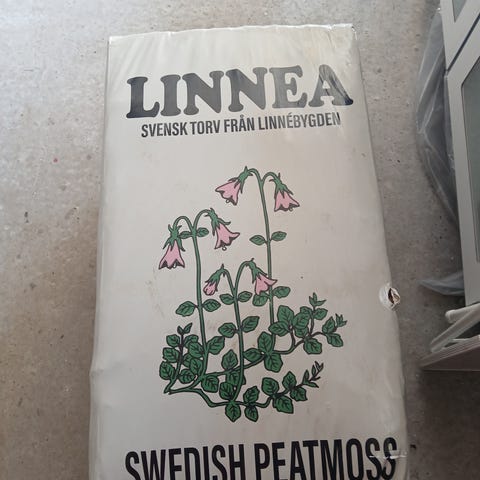 LINNEA
SVENSK TORV FRÅN LINNÉBYGDEN
SWEDISH PEATMOSS